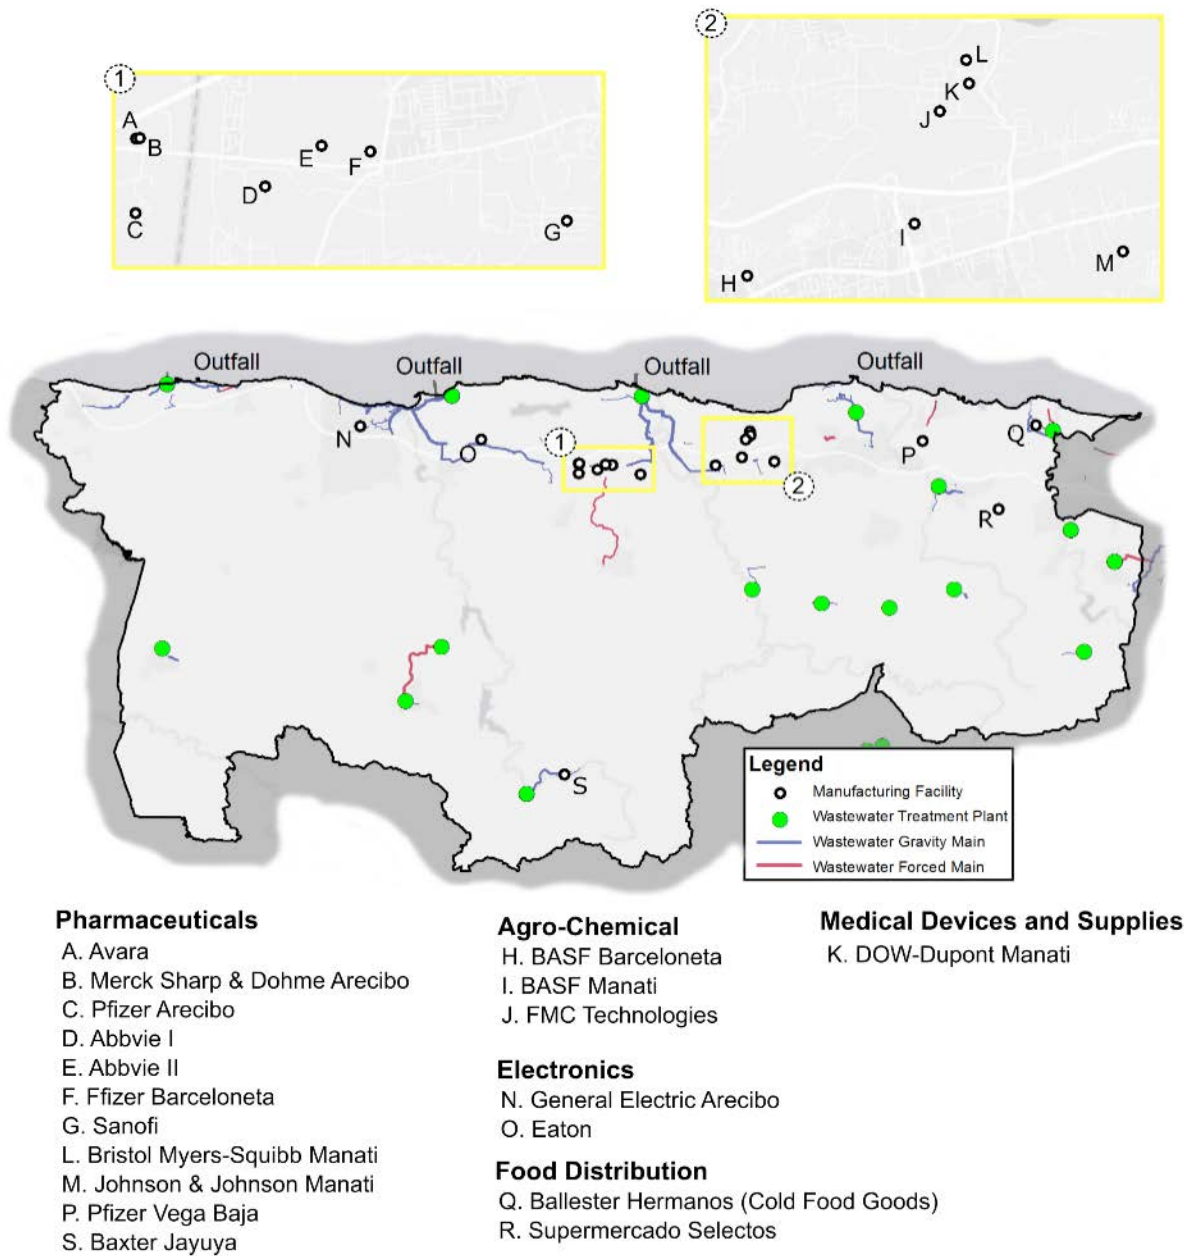 1
A
B
C
D
E
F
G
2
L
K
J
I
H
M
Outfall
Outfall
Outfall
Outfall
N
O
1
2
P
Q
R
S
Legend
Manufacturing Facility
Wastewater Treatment Plant
Wastewater Gravity Main
Wastewater Forced Main
Pharmaceuticals
A. Avara
B. Merck Sharp & Dohme Arecibo
C. Pfizer Arecibo
D. Abbvie I
E. Abbvie II
F. Ffizer Barceloneta
G. Sanofi
L. Bristol Myers-Squibb Manati
M. Johnson & Johnson Manati
P. Pfizer Vega Baja
S. Baxter Jayuya
Agro-Chemical
H. BASF Barceloneta
I. BASF Manati
J. FMC Technologies
Electronics
N. General Electric Arecibo
O. Eaton
Food Distribution
Q. Ballester Hermanos (Cold Food Goods)
R. Supermercado Selectos
Medical Devices and Supplies
K. DOW-Dupont Manati